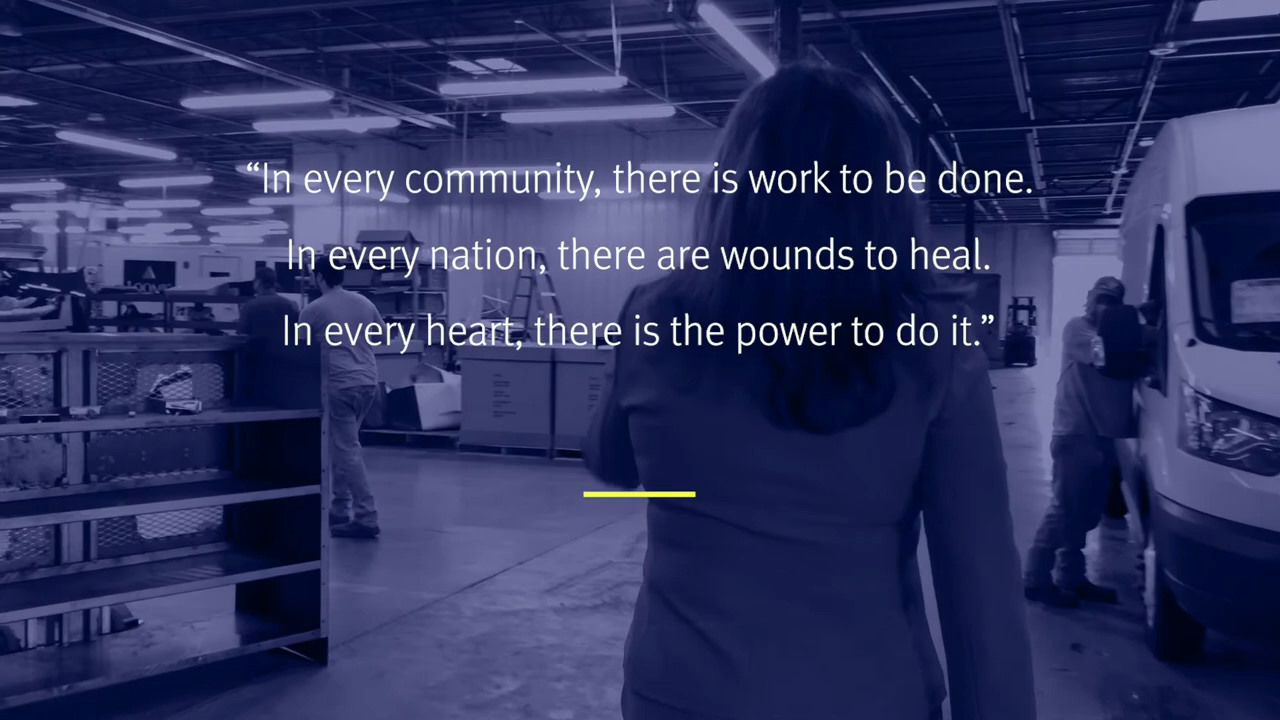 “In every community, there is work to be done.
In every nation, there are wounds to heal.
In every heart, there is the power to do it.”